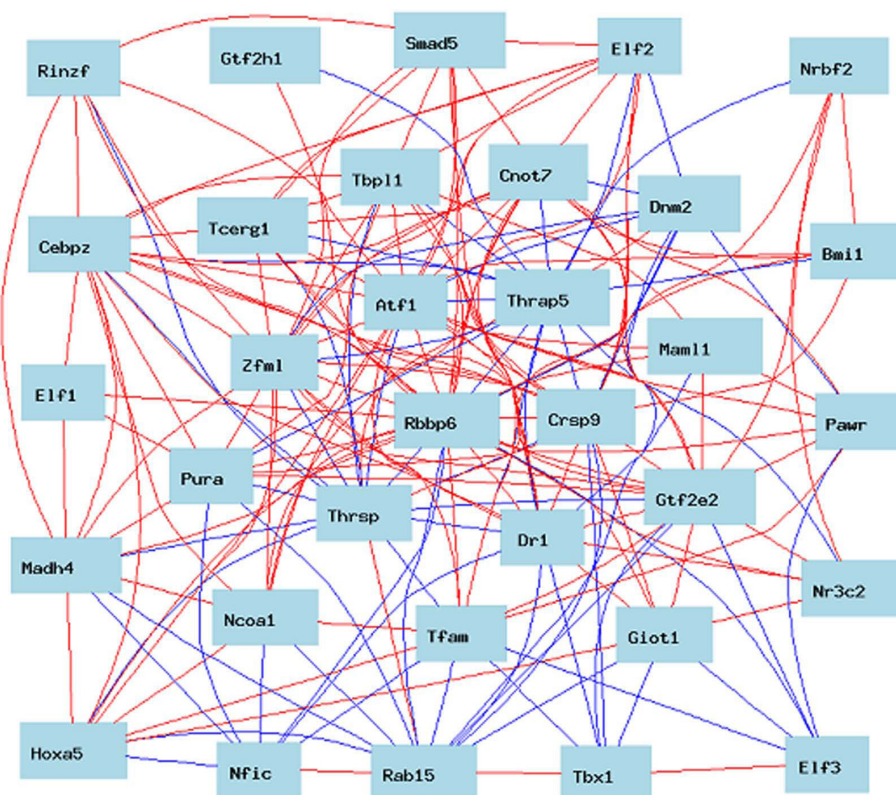 Rinzf
Gtf2h1
Smad5
Elf2
Nrbf2
Tbpl1
Cnot7
Dnm2
Cebpz
Tcerg1
Bmi1
Atf1
Thrap5
Zfml
Maml1
Elf1
Rbbp6
Crsp9
Pawr
Pura
Thrsp
Gtf2e2
Dr1
Madh4
Nr3c2
Ncoa1
Tfam
Giot1
Hoxa5
Nfic
Rab15
Tbx1
Elf3